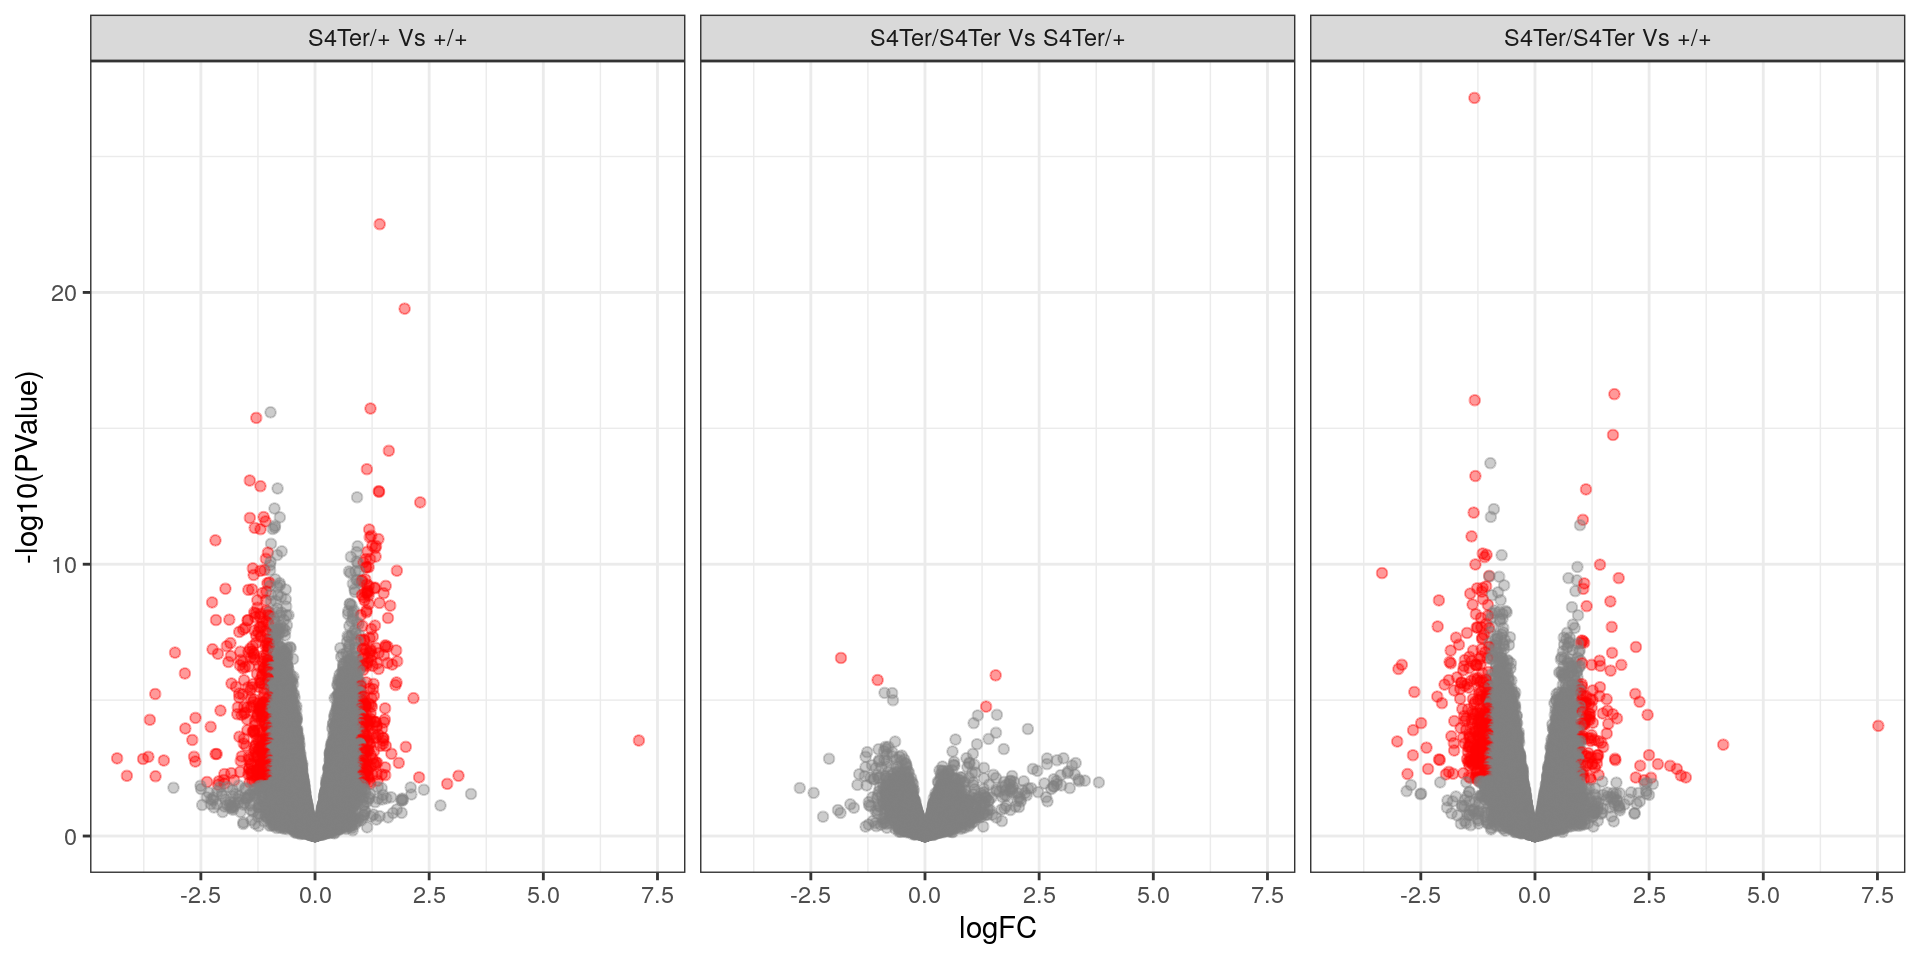 S4Ter/+ Vs +/+
S4Ter/S4Ter Vs S4Ter/+
S4Ter/S4Ter Vs +/+
-log10(PValue)
20
10
0
-2.5 0.0 2.5 5.0 7.5
-2.5 0.0 2.5 5.0 7.5
-2.5 0.0 2.5 5.0 7.5
logFC